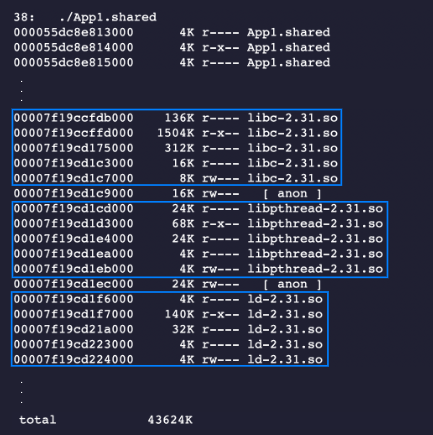 38:   ./App1.shared
000055dc8e813000      4K r---- App1.shared
000055dc8e814000      4K r-x-- App1.shared
000055dc8e815000      4K r---- App1.shared
.
.
.
00007f19ccfdb000    136K r---- libc-2.31.so
00007f19ccffd000   1504K r-x-- libc-2.31.so
00007f19cd175000    312K r---- libc-2.31.so
00007f19cd1c3000     16K r---- libc-2.31.so
00007f19cd1c7000      8K rw--- libc-2.31.so
00007f19cd1c9000     16K rw---   [ anon ]
00007f19cd1cd000     24K r---- libpthread-2.31.so
00007f19cd1d3000     68K r-x-- libpthread-2.31.so
00007f19cd1e4000     24K r---- libpthread-2.31.so
00007f19cd1ea000      4K r---- libpthread-2.31.so
00007f19cd1eb000      4K rw--- libpthread-2.31.so
00007f19cd1ec000     24K rw---   [ anon ]
00007f19cd1f6000      4K r---- ld-2.31.so
00007f19cd1f7000    140K r-x-- ld-2.31.so
00007f19cd21a000     32K r---- ld-2.31.so
00007f19cd223000      4K r---- ld-2.31.so
00007f19cd224000      4K rw--- ld-2.31.so
.
.
.
total            43624K